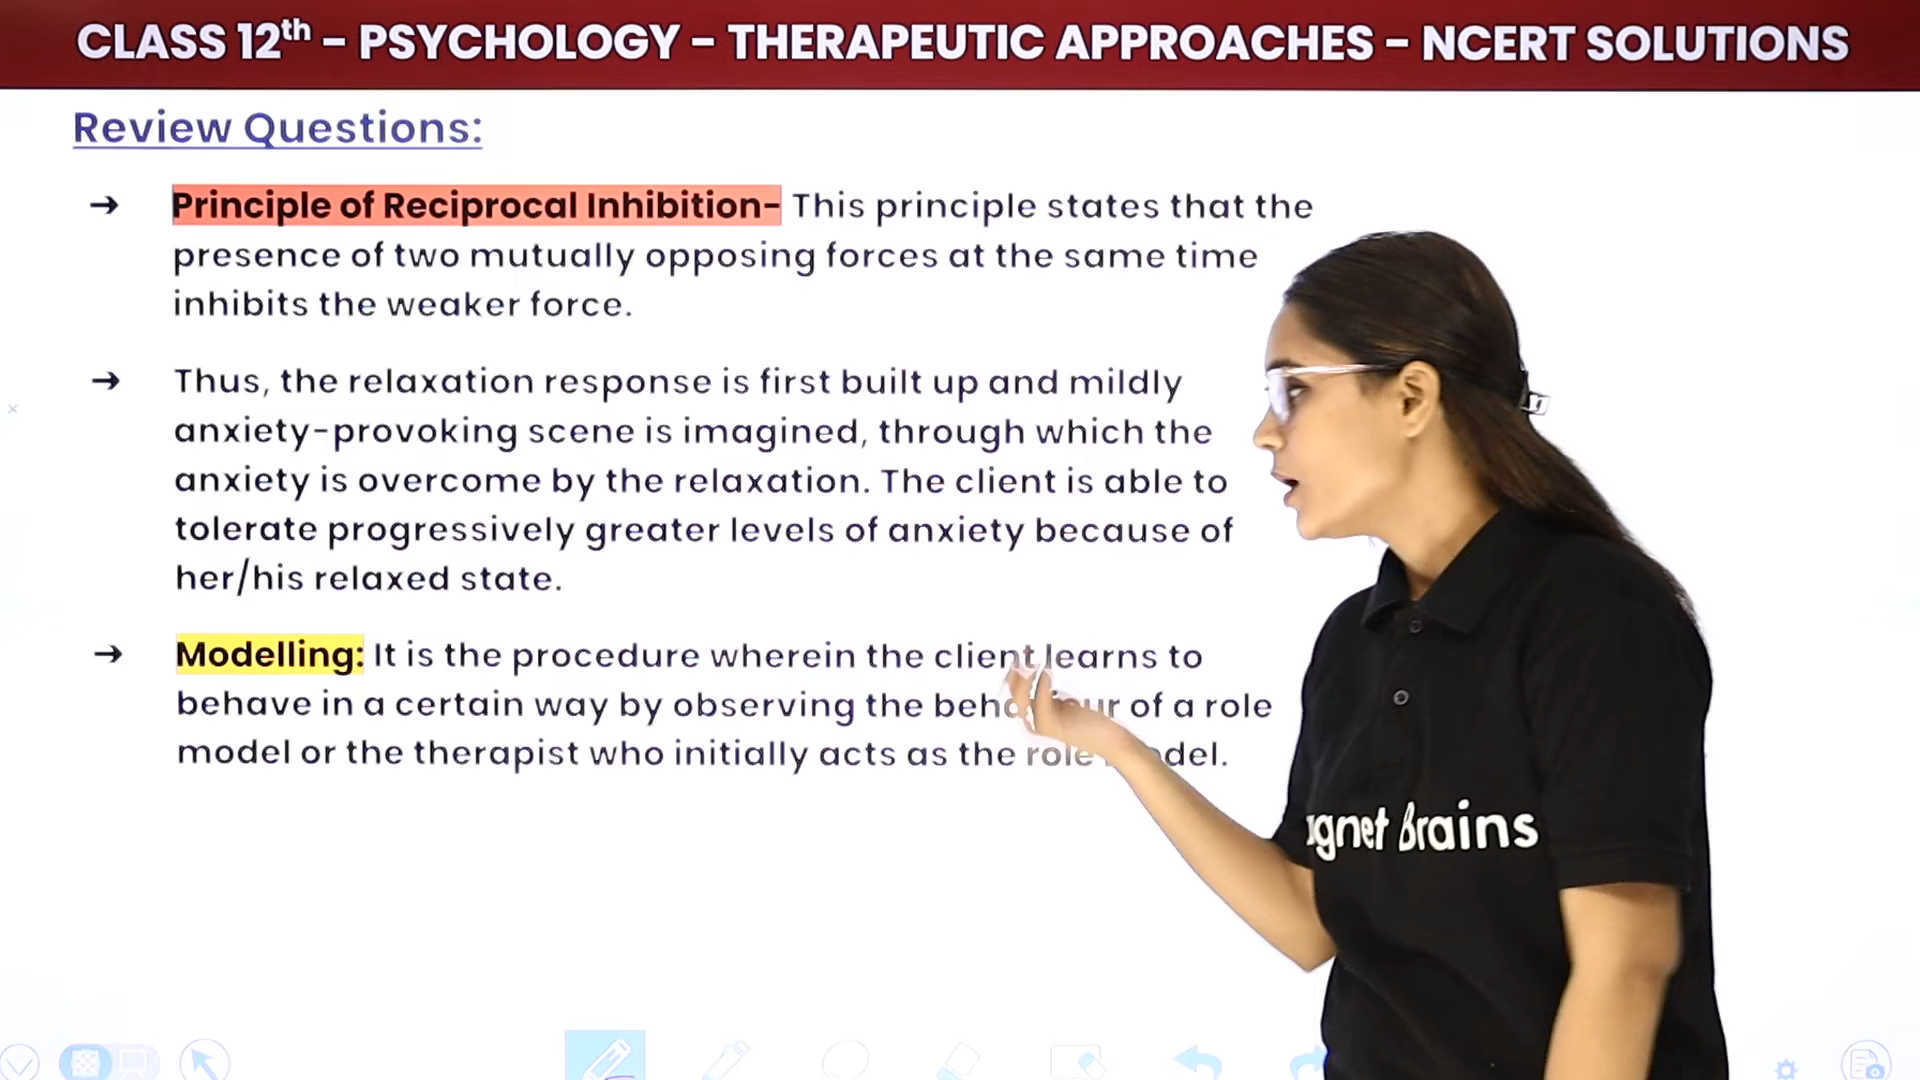 CLASS 12th - PSYCHOLOGY - THERAPEUTIC APPROACHES - NCERT SOLUTIONS
Review Questions:
→ Principle of Reciprocal Inhibition- This principle states that the
presence of two mutually opposing forces at the same time
inhibits the weaker force.
→ Thus, the relaxation response is first built up and mildly
anxiety-provoking scene is imagined, through which the
anxiety is overcome by the relaxation. The client is able to
tolerate progressively greater levels of anxiety because of
her/his relaxed state.
→ Modelling: It is the procedure wherein the client learns to
behave in a certain way by observing the behaviour of a role
model or the therapist who initially acts as the role model.
agnet Brains